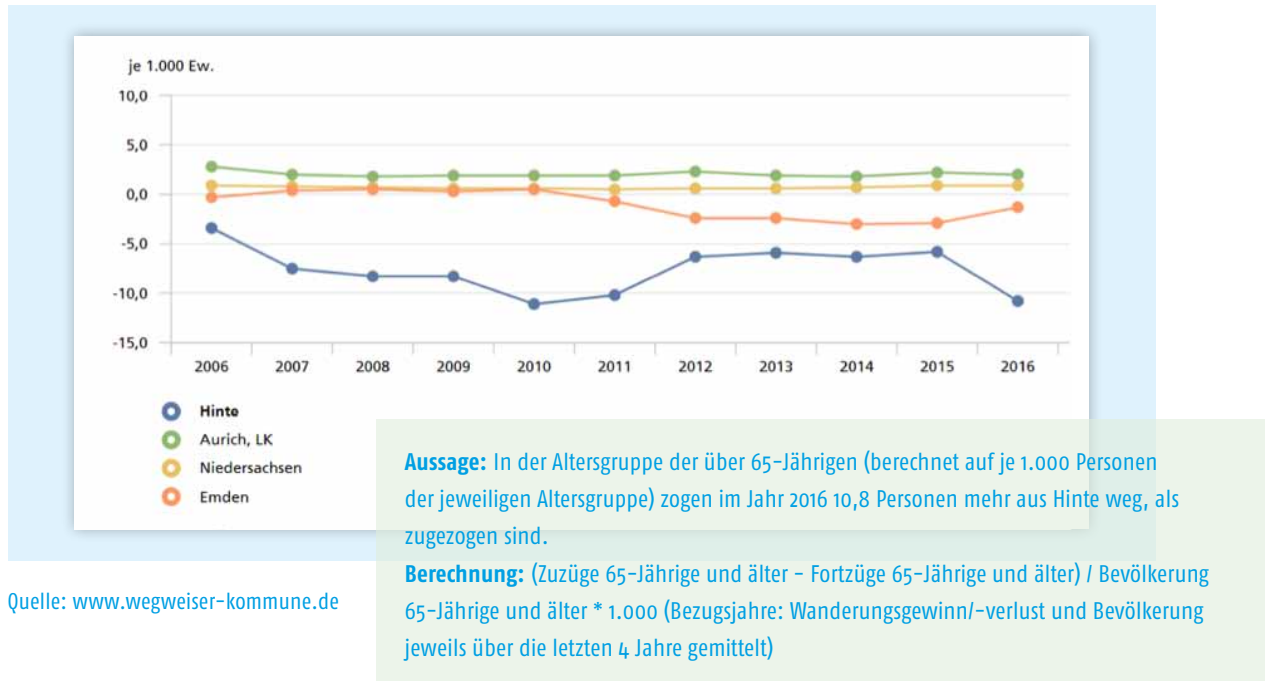 je 1.000 Ew.
10,0
5,0
0,0
-5,0
-10,0
-15,0
2006 2007 2008 2009 2010 2011 2012 2013 2014 2015 2016
Hinte
Aurich, LK
Niedersachsen
Emden
Aussage: In der Altersgruppe der über 65-Jährigen (berechnet auf je 1.000 Personen
der jeweiligen Altersgruppe) zogen im Jahr 2016 10,8 Personen mehr aus Hinte weg, als
zugezogen sind.
Berechnung: (Zuzüge 65-Jährige und älter - Fortzüge 65-Jährige und älter) / Bevölkerung
65-Jährige und älter * 1.000 (Bezugsjahre: Wanderungsgewinn/-verlust und Bevölkerung
jeweils über die letzten 4 Jahre gemittelt)
Quelle: www.wegweiser-kommune.de